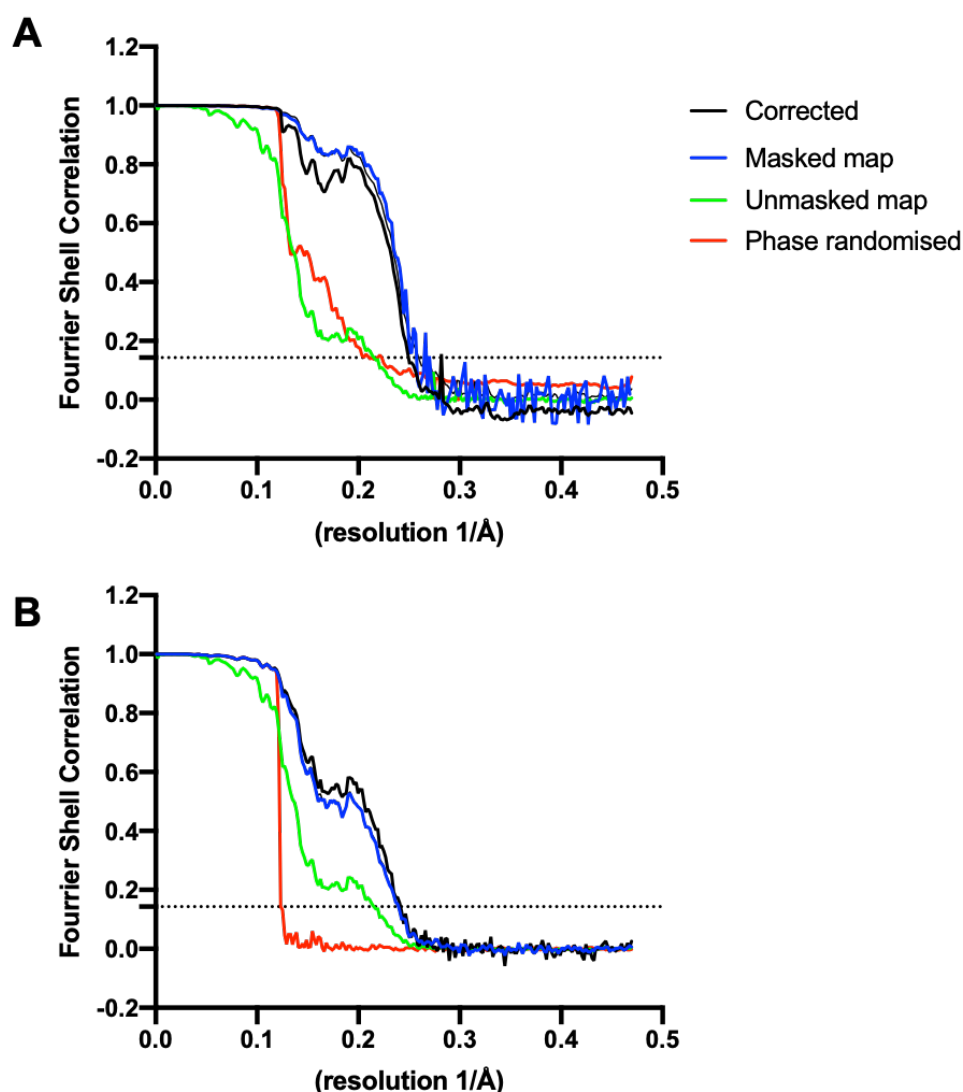 A
1.2
1.0
0.8
0.6
0.4
0.2
0.0
-0.2
Fourrier Shell Correlation
0.0 0.1 0.2 0.3 0.4 0.5
(resolution 1/Å)
Corrected
Masked map
Unmasked map
Phase randomised
B
1.2
1.0
0.8
0.6
0.4
0.2
0.0
-0.2
Fourrier Shell Correlation
0.0 0.1 0.2 0.3 0.4 0.5
(resolution 1/Å)